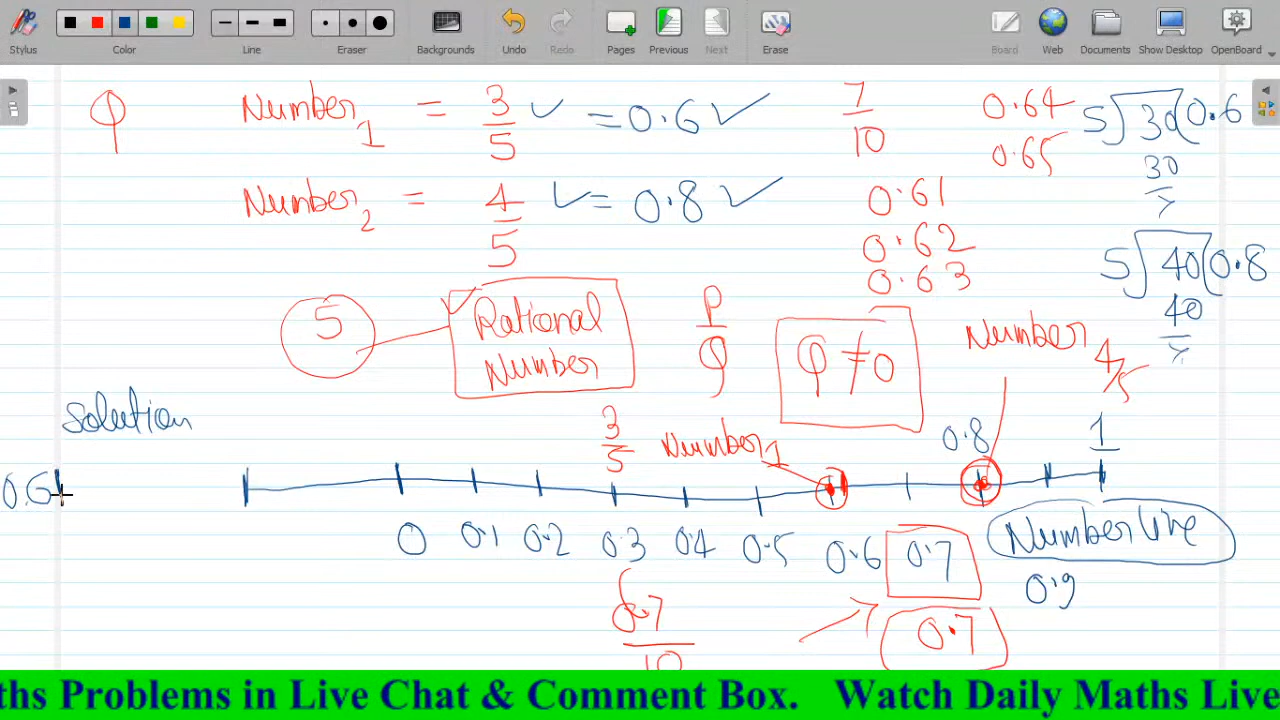 Stylus Color Line Eraser Backgrounds Undo Redo Pages Previous Next Erase Board Web Documents Show Desktop OpenBoard
Q Number1 = 3/5 = 0.6
7/10
0.64
0.65
5 30 0.6
30
Number2 = 4/5 = 0.8
0.61
0.62
0.63
5 40 0.8
40
5 Rational Number
P/Q
Q ≠ 0
Number 4/5
Solution
3/5 Number1
0.8
1
0.6
0 0.1 0.2 0.3 0.4 0.5 0.6 0.7
Number line
0.9
0.7
10
0.7
ths Problems in Live Chat & Comment Box. Watch Daily Maths Live